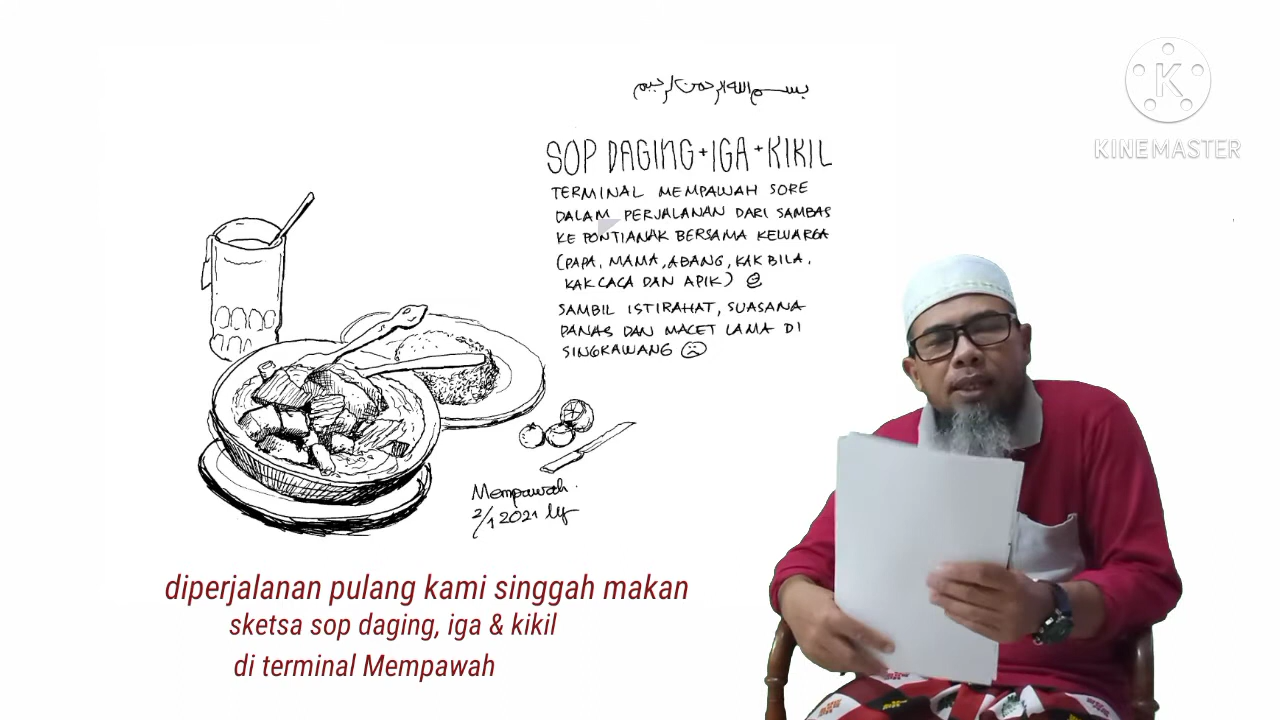 بسم الله الرحمن الرحيم
SOP DAGING + IGA + KIKIL
TERMINAL MEMPAWAH SORE
DALAM PERJALANAN DARI SAMBAS
KE PONTIANAK BERSAMA KELUARGA
(PAPA, MAMA, ABANG, KAK BILA,
KAK CACA DAN APIK)
SAMBIL ISTIRAHAT, SUASANA
PANAS DAN MACET LAMA DI
SINGKAWANG
Mempawah.
2/1 2021
diperjalanan pulang kami singgah makan
sketsa sop daging, iga & kikil
di terminal Mempawah
K
KINEMASTER